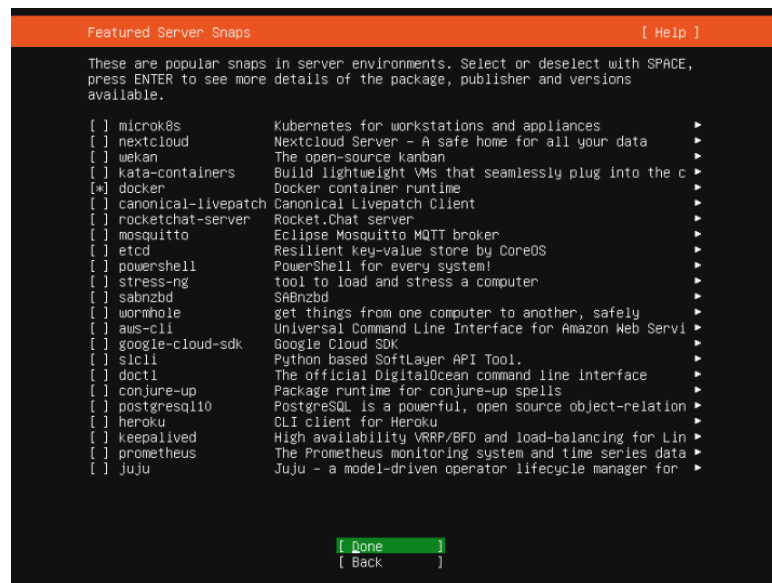 Featured Server Snaps [ Help ]
These are popular snaps in server environments. Select or deselect with SPACE,
press ENTER to see more details of the package, publisher and versions
available.
[ ] microk8s Kubernetes for workstations and appliances ►
[ ] nextcloud Nextcloud Server - A safe home for all your data ►
[ ] wekan The open-source kanban ►
[ ] kata-containers Build lightweight VMs that seamlessly plug into the c ►
[*] docker Docker container runtime ►
[ ] canonical-livepatch Canonical Livepatch Client ►
[ ] rocketchat-server Rocket.Chat server ►
[ ] mosquitto Eclipse Mosquitto MQTT broker ►
[ ] etcd Resilient key-value store by CoreOS ►
[ ] powershell PowerShell for every system! ►
[ ] stress-ng tool to load and stress a computer ►
[ ] sabnzbd SABnzbd ►
[ ] wormhole get things from one computer to another, safely ►
[ ] aws-cli Universal Command Line Interface for Amazon Web Servi ►
[ ] google-cloud-sdk Google Cloud SDK ►
[ ] slcli Python based SoftLayer API Tool. ►
[ ] doctl The official DigitalOcean command line interface ►
[ ] conjure-up Package runtime for conjure-up spells ►
[ ] postgresql10 PostgreSQL is a powerful, open source object-relation ►
[ ] heroku CLI client for Heroku ►
[ ] keepalived High availability VRRP/BFD and load-balancing for Lin ►
[ ] prometheus The Prometheus monitoring system and time series data ►
[ ] juju Juju - a model-driven operator lifecycle manager for ►
[ Done ]
[ Back ]